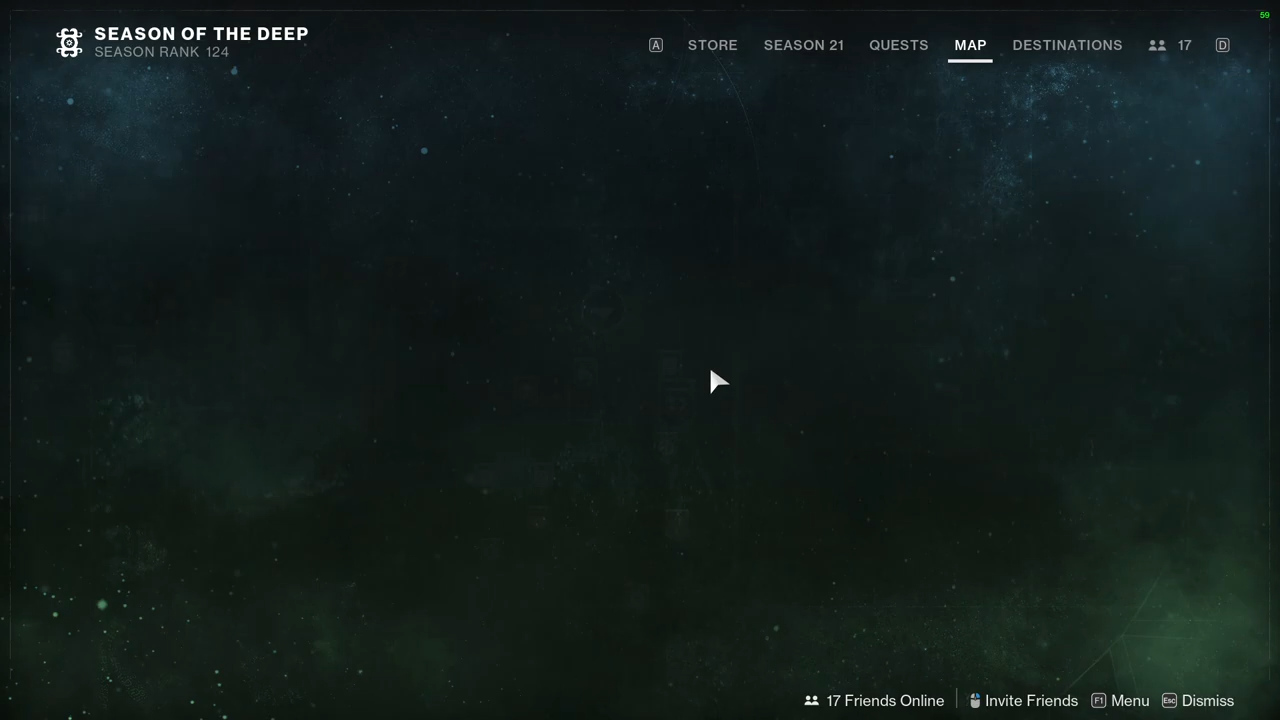 59
SEASON OF THE DEEP
SEASON RANK 124
A STORE SEASON 21 QUESTS MAP DESTINATIONS 17 D
17 Friends Online Invite Friends F1 Menu Esc Dismiss